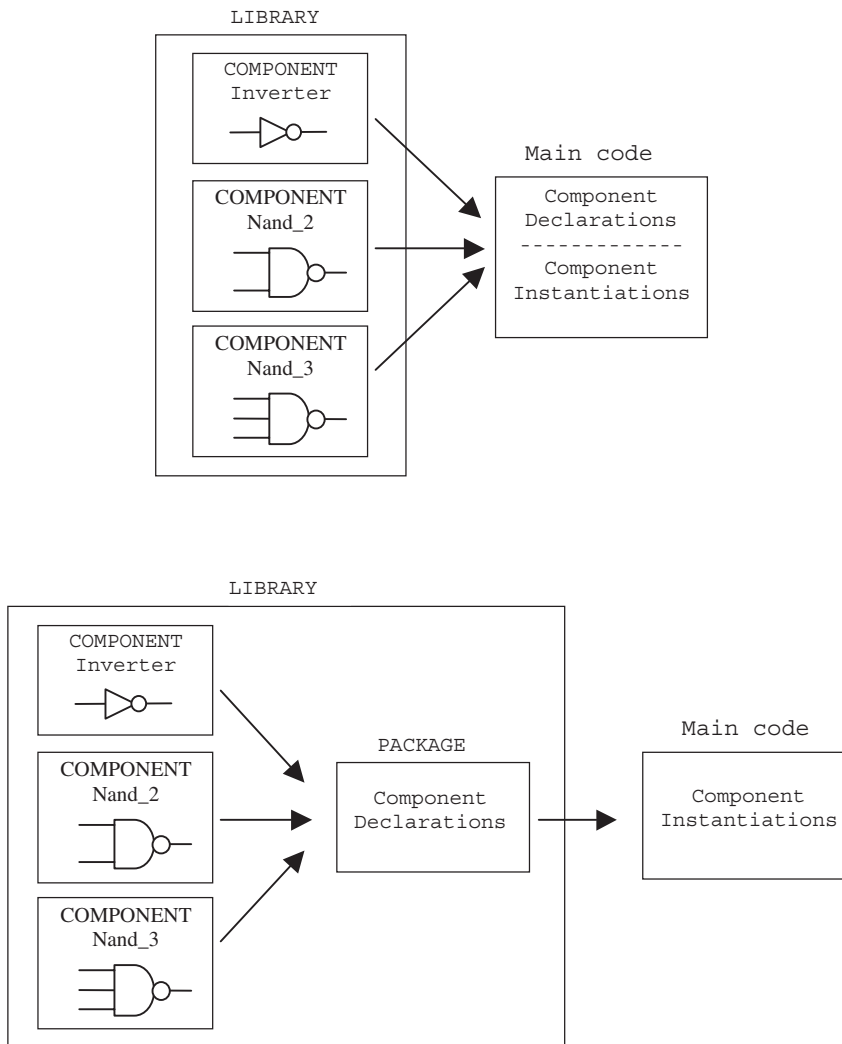 LIBRARY
COMPONENT
Inverter
COMPONENT
Nand_2
COMPONENT
Nand_3
Main code
Component
Declarations
-------------
Component
Instantiations
LIBRARY
COMPONENT
Inverter
COMPONENT
Nand_2
COMPONENT
Nand_3
PACKAGE
Component
Declarations
Main code
Component
Instantiations